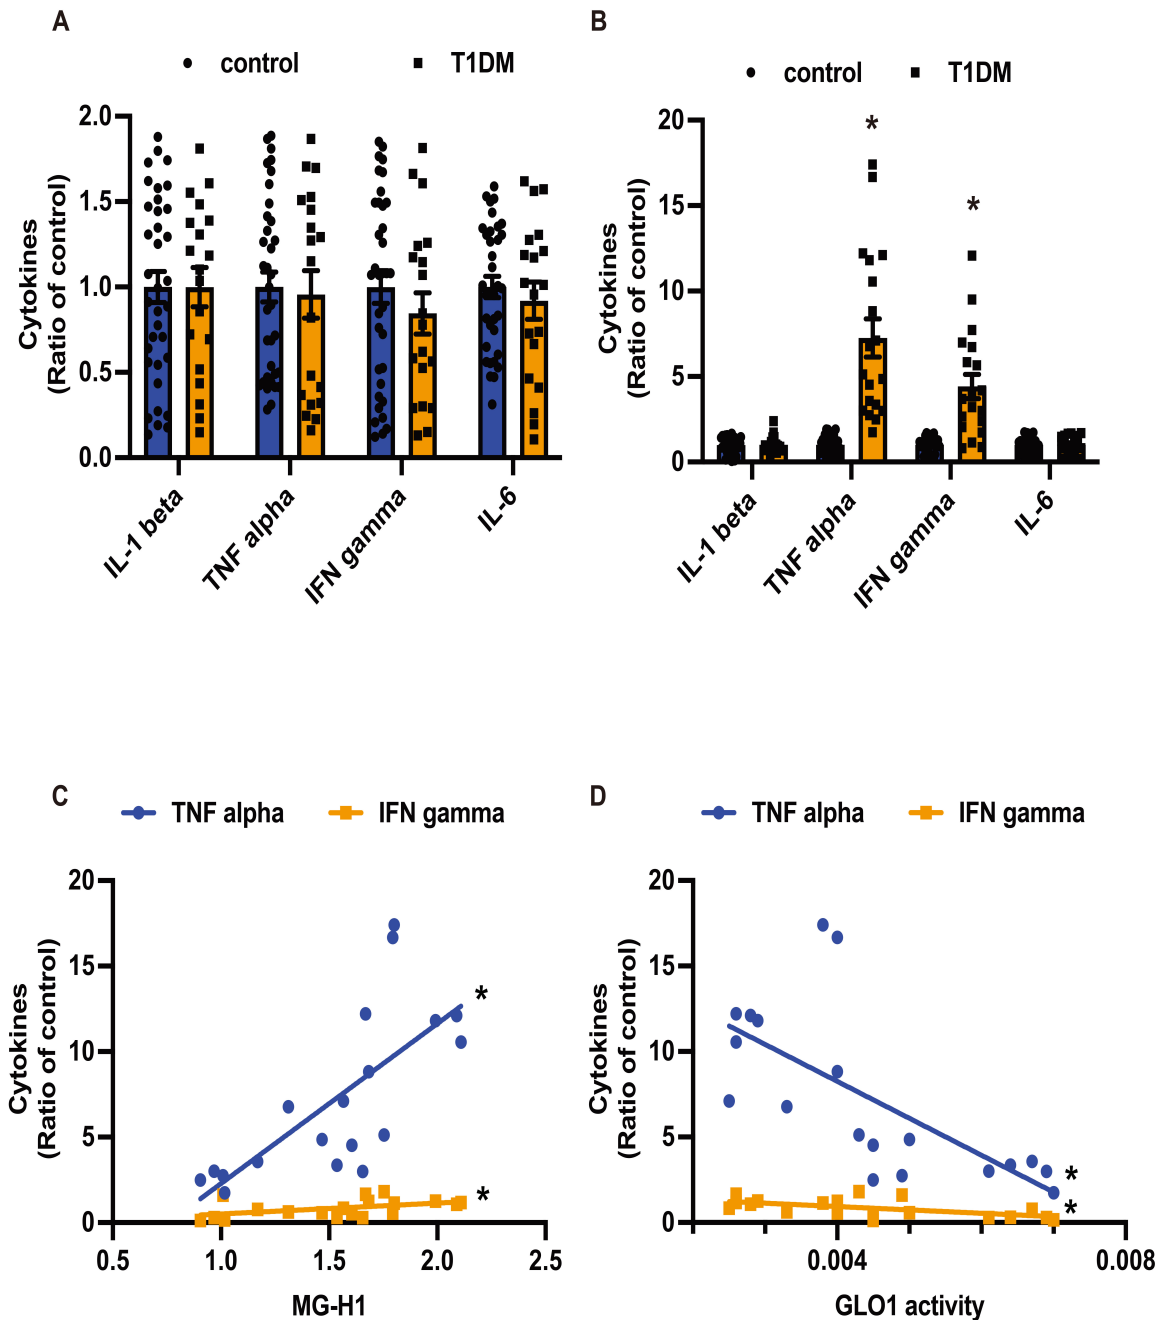 A
control
T1DM
Cytokines
(Ratio of control)
2.0
1.5
1.0
0.5
0.0
IL-1 beta
TNF alpha
IFN gamma
IL-6
B
control
T1DM
Cytokines
(Ratio of control)
20
15
10
5
0
*
*
IL-1 beta
TNF alpha
IFN gamma
IL-6
C
TNF alpha
IFN gamma
Cytokines
(Ratio of control)
20
15
10
5
0
*
*
0.5
1.0
1.5
2.0
2.5
MG-H1
D
TNF alpha
IFN gamma
Cytokines
(Ratio of control)
20
15
10
5
0
*
*
0.004
0.008
GLO1 activity